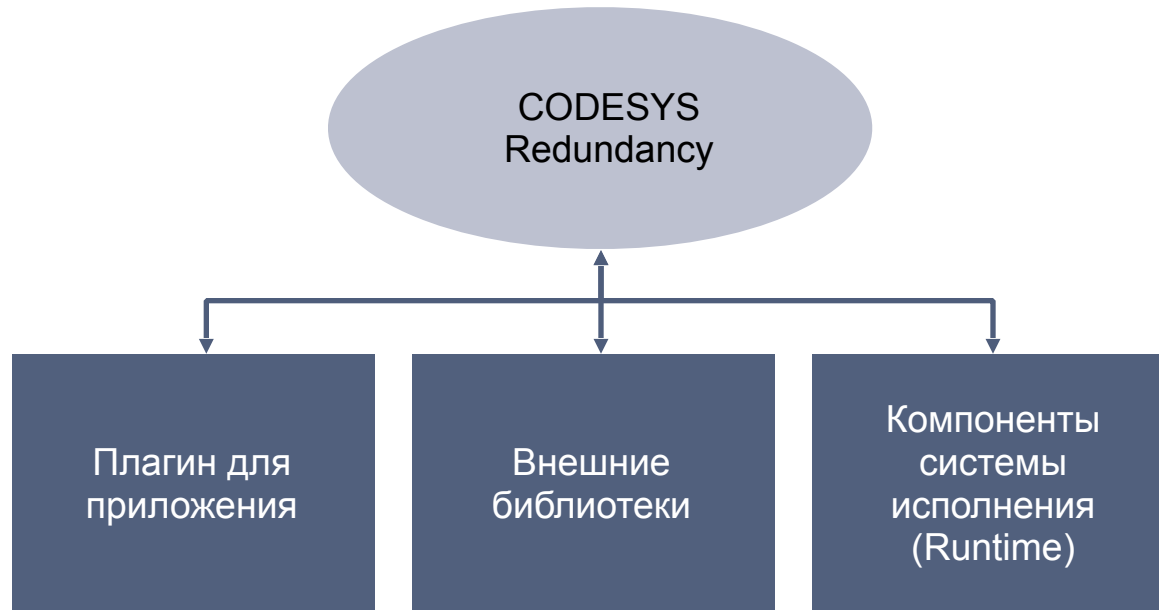 CODESYS
Redundancy
Плагин для
приложения
Внешние
библиотеки
Компоненты
системы
исполнения
(Runtime)